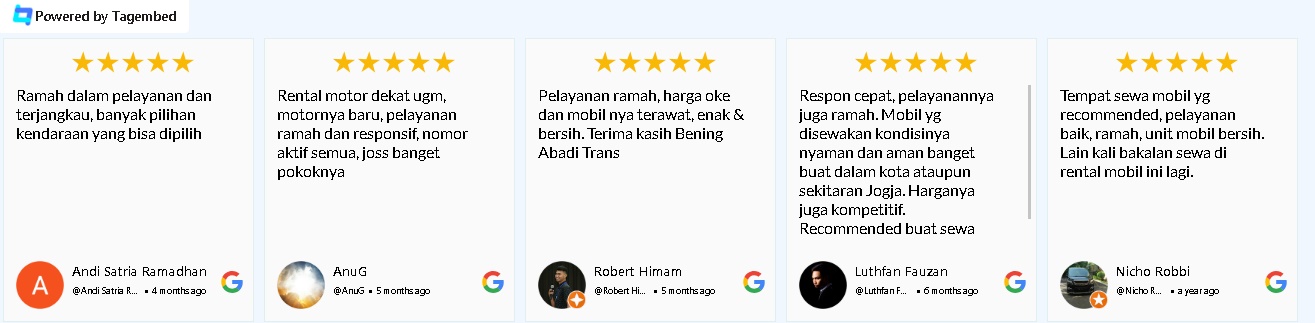 Powered by Tagembed
Ramah dalam pelayanan dan
terjangkau, banyak pilihan
kendaraan yang bisa dipilih
A
Andi Satria Ramadhan
@Andi Satria R... • 4 months ago
Rental motor dekat ugm,
motornya baru, pelayanan
ramah dan responsif, nomor
aktif semua, joss banget
pokoknya
AnuG
@AnuG • 5 months ago
Pelayanan ramah, harga oke
dan mobil nya terawat, enak &
bersih. Terima kasih Bening
Abadi Trans
Robert Himam
@Robert Hi... • 5 months ago
Respon cepat, pelayanannya
juga ramah. Mobil yg
disewakan kondisinya
nyaman dan aman banget
buat dalam kota ataupun
sekitaran Jogja. Harganya
juga kompetitif.
Recommended buat sewa
Luthfan Fauzan
@Luthfan F... • 6 months ago
Tempat sewa mobil yg
recommended, pelayanan
baik, ramah, unit mobil bersih.
Lain kali bakalan sewa di
rental mobil ini lagi.
Nicho Robbi
@Nicho R... • a year ago